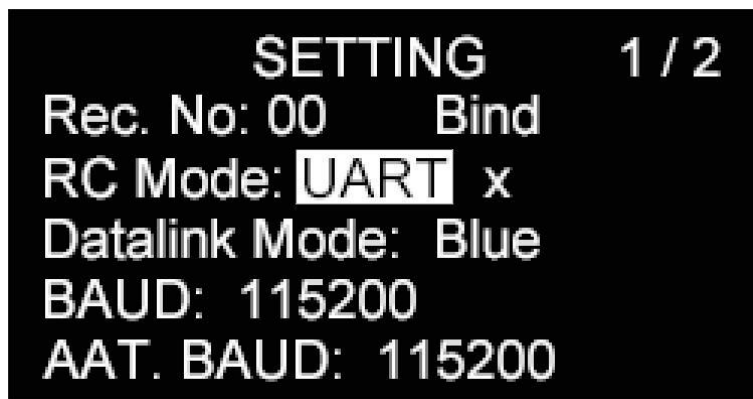 SETTING 1 / 2
Rec. No: 00 Bind
RC Mode: UART x
Datalink Mode: Blue
BAUD: 115200
AAT. BAUD: 115200